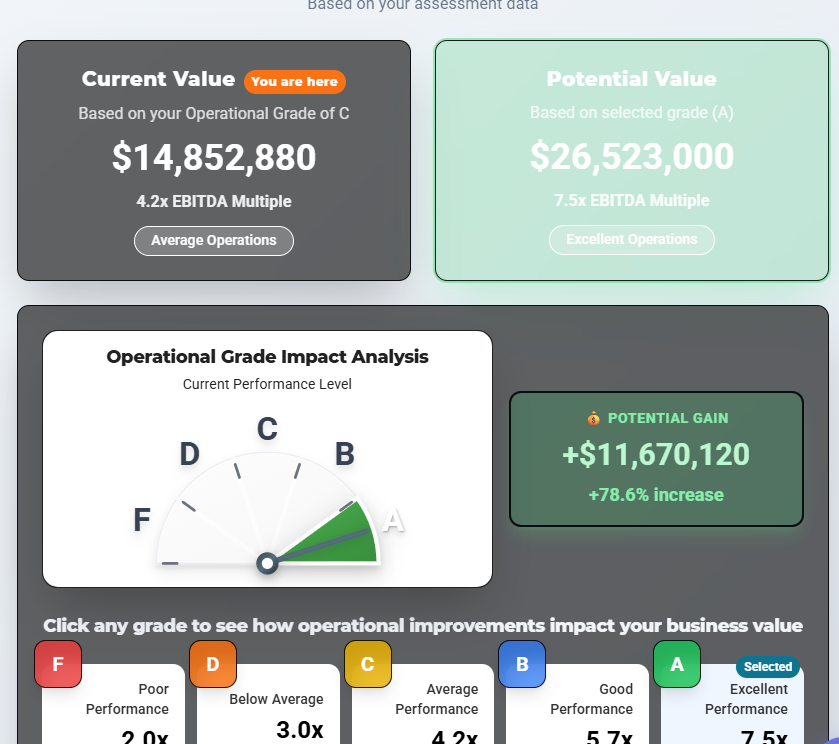 Based on your assessment data
Current Value You are here
Based on your Operational Grade of C
$14,852,880
4.2x EBITDA Multiple
Average Operations
Potential Value
Based on selected grade (A)
$26,523,000
7.5x EBITDA Multiple
Excellent Operations
Operational Grade Impact Analysis
Current Performance Level
F
D
C
B
A
💰 POTENTIAL GAIN
+$11,670,120
+78.6% increase
Click any grade to see how operational improvements impact your business value
F
Poor
Performance
2.0x
D
Below Average
3.0x
C
Average
Performance
4.2x
B
Good
Performance
5.7x
A
Selected
Excellent
Performance
7.5x